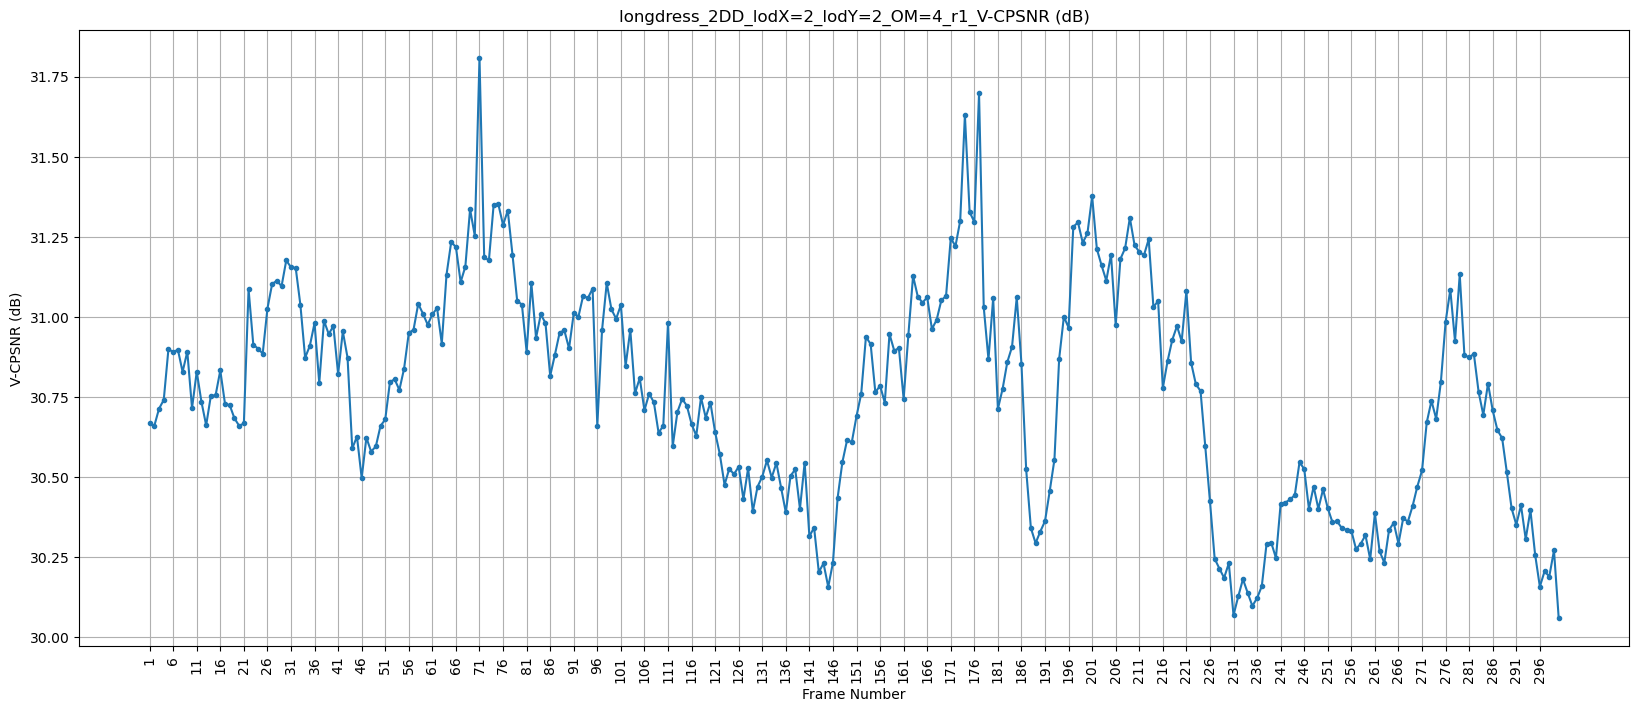 longdress_2DD_lodX=2_lodY=2_OM=4_r1_V-CPSNR (dB)
V-CPSNR (dB)
31.75
31.50
31.25
31.00
30.75
30.50
30.25
30.00
1 6 11 16 21 26 31 36 41 46 51 56 61 66 71 76 81 86 91 96 101 106 111 116 121 126 131 136 141 146 151 156 161 166 171 176 181 186 191 196 201 206 211 216 221 226 231 236 241 246 251 256 261 266 271 276 281 286 291 296
Frame Number